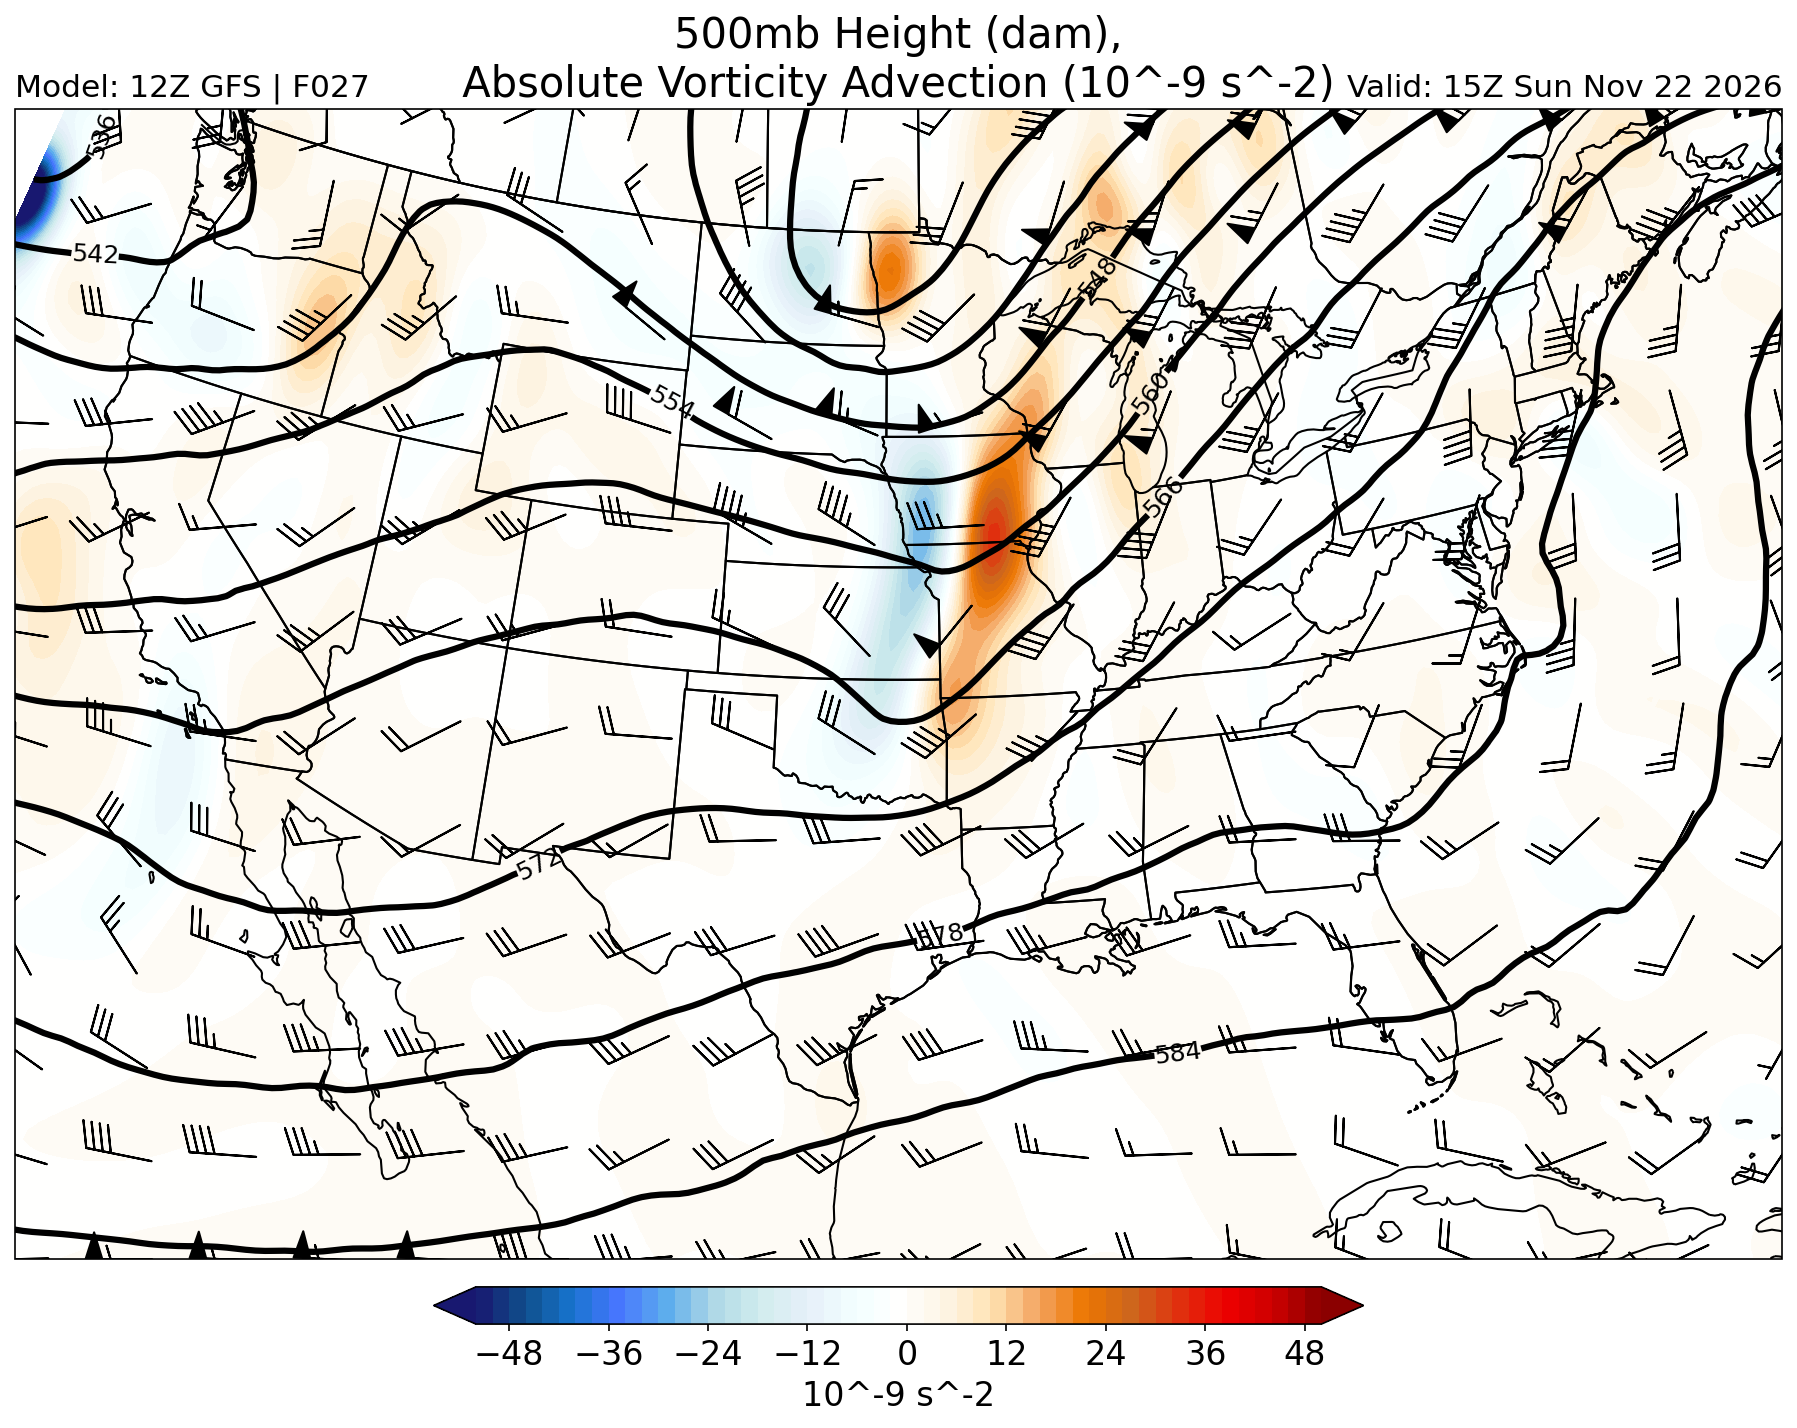 500mb Height (dam),
Model: 12Z GFS | F027
Absolute Vorticity Advection (10^-9 s^-2)
Valid: 15Z Sun Nov 22 2026
536
542
548
554
560
566
572
578
584
−48 −36 −24 −12 0 12 24 36 48
10^-9 s^-2